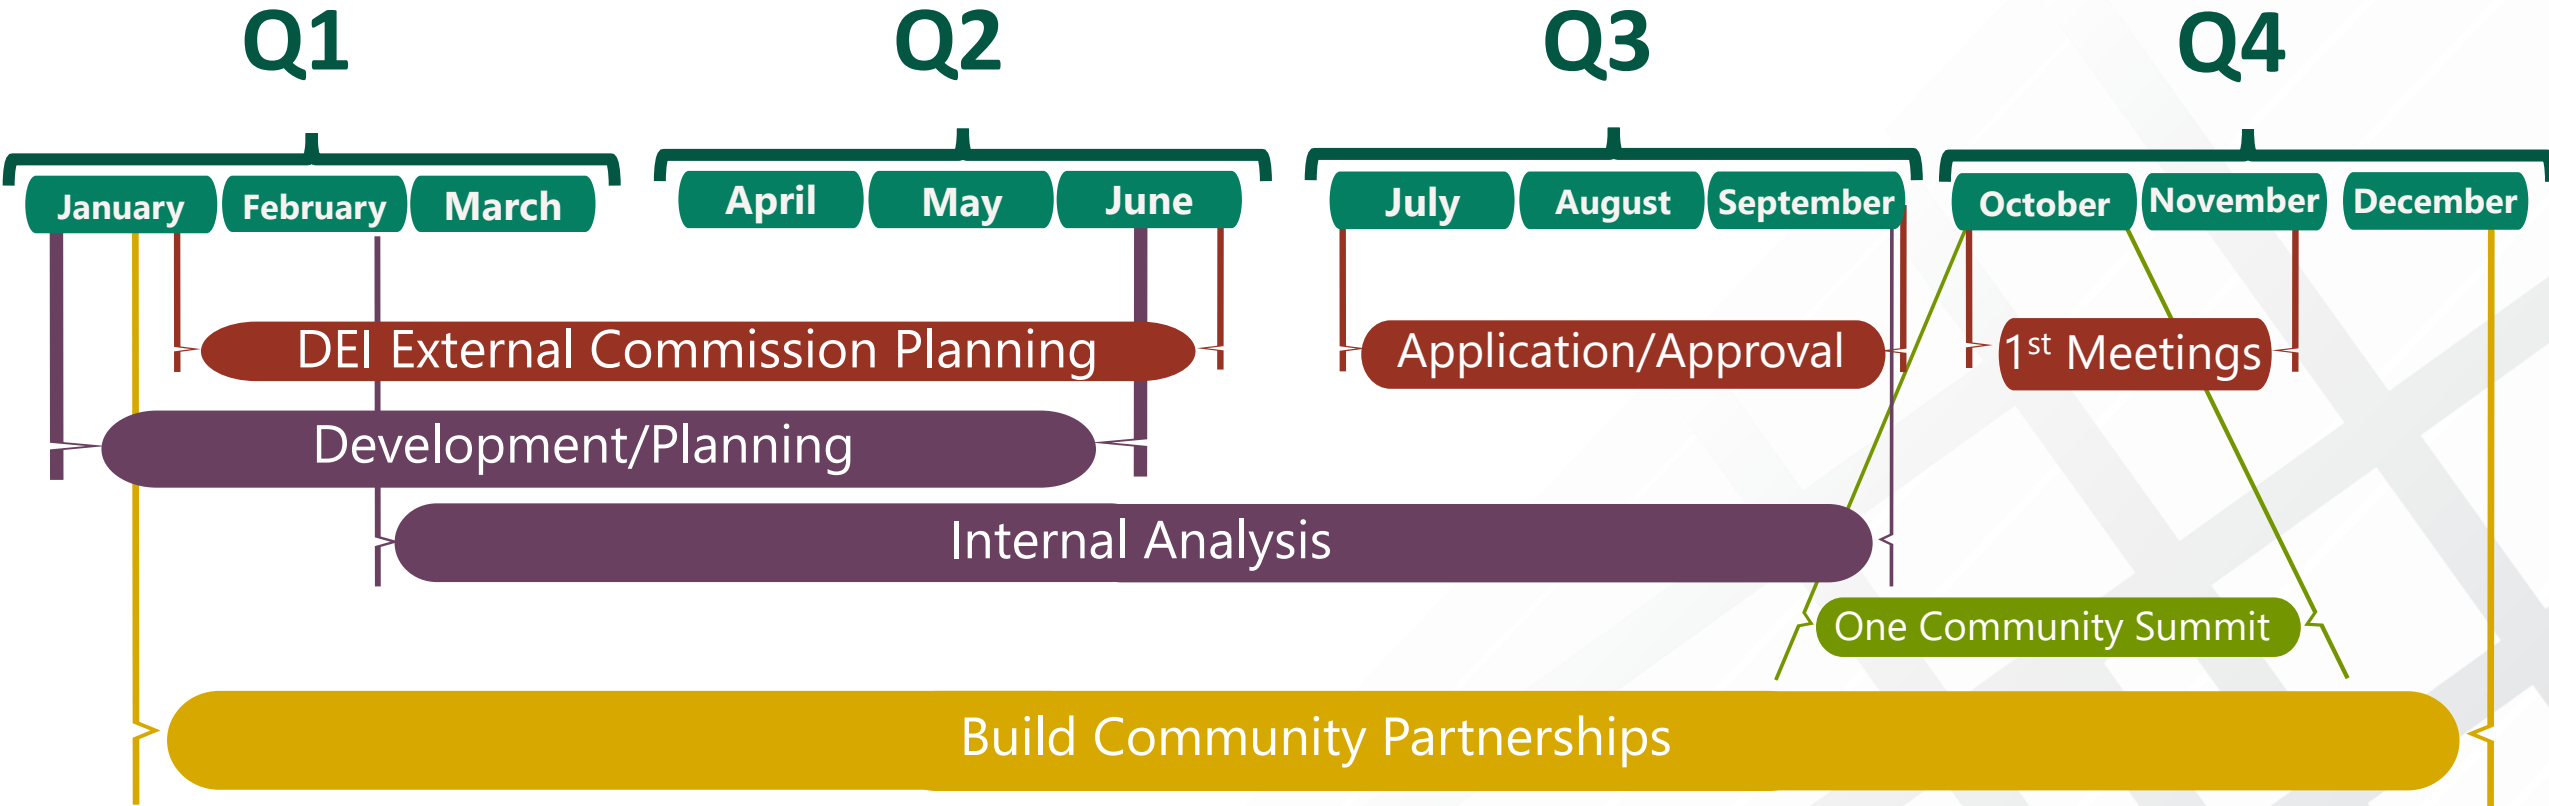 Q1 Q2 Q3 Q4
January February March April May June July August September October November December
DEI External Commission Planning Application/Approval 1st Meetings
Development/Planning
Internal Analysis
One Community Summit
Build Community Partnerships